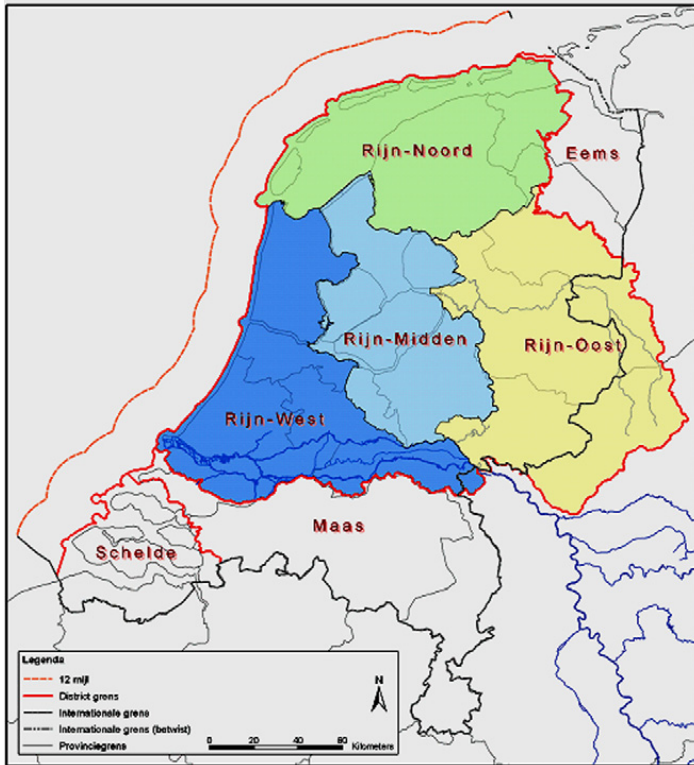 Rijn-Noord
Eems
Rijn-Midden
Rijn-Oost
Rijn-West
Maas
Schelde
Legenda
12 mijl
District grens
Internationale grens
Internationale grens (betwist)
Provinciegrens
N
0 20 40 60 80 Kilometers